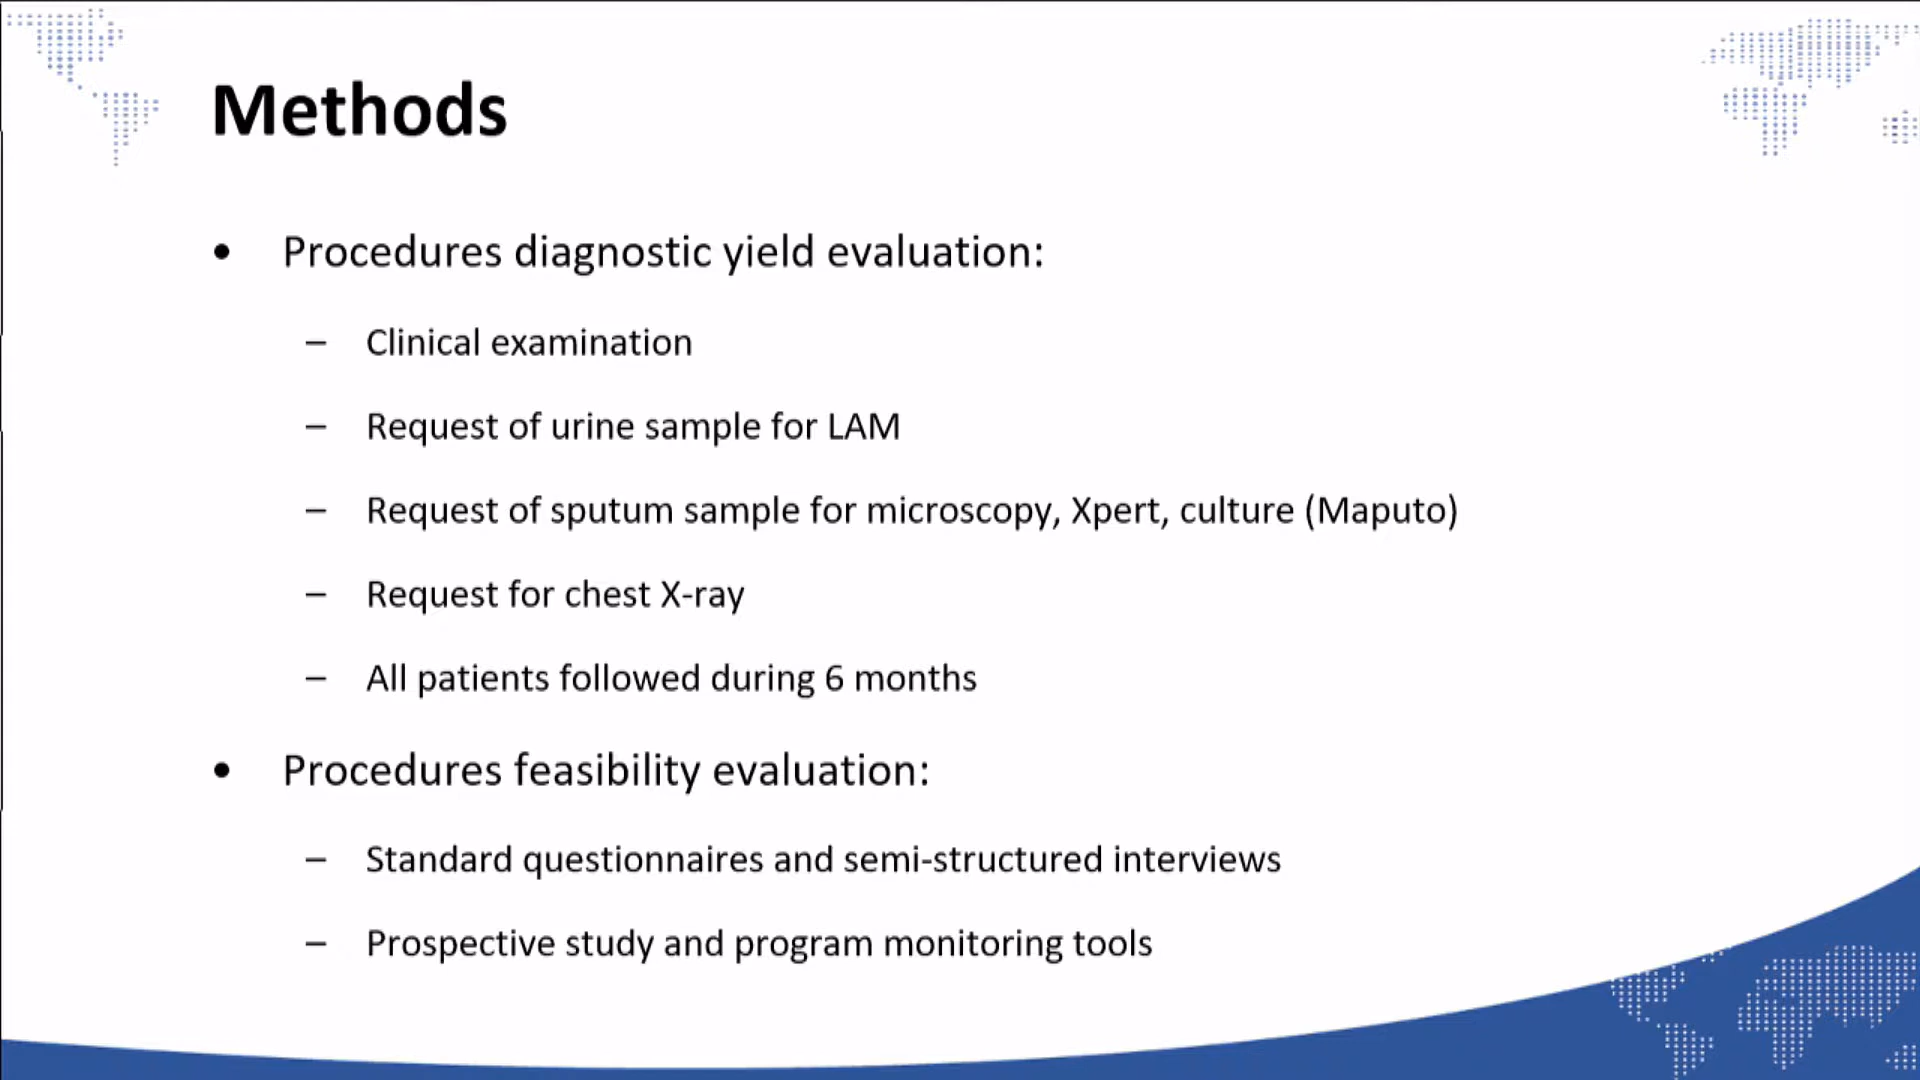 Methods
• Procedures diagnostic yield evaluation:
– Clinical examination
– Request of urine sample for LAM
– Request of sputum sample for microscopy, Xpert, culture (Maputo)
– Request for chest X-ray
– All patients followed during 6 months
• Procedures feasibility evaluation:
– Standard questionnaires and semi-structured interviews
– Prospective study and program monitoring tools